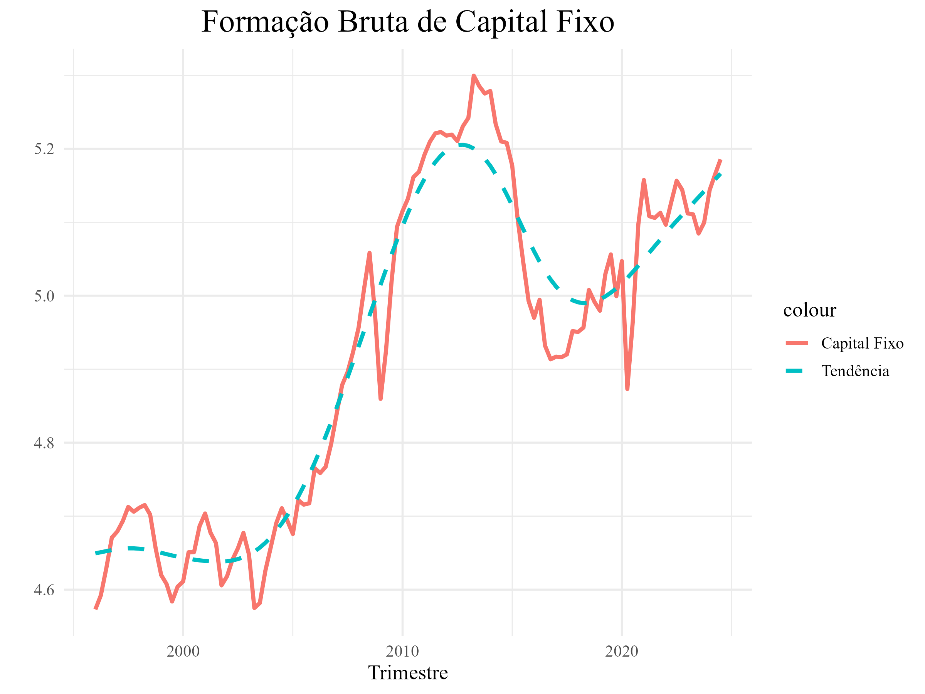 Formação Bruta de Capital Fixo
5.2
5.0
4.8
4.6
2000
2010
2020
Trimestre
colour
Capital Fixo
Tendência